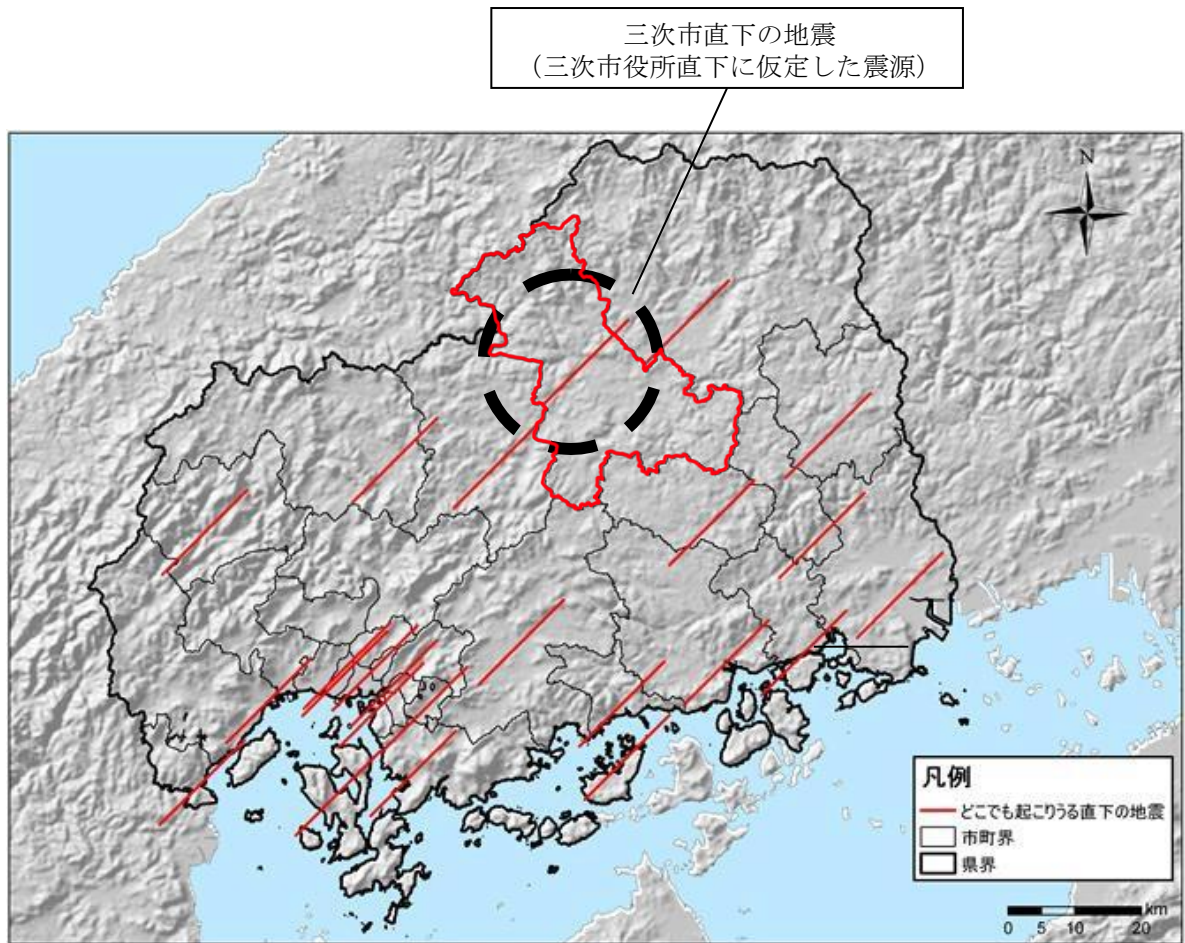 三次市直下の地震
（三次市役所直下に仮定した震源）
N
凡例
どこでも起こりうる直下の地震
市町界
県界
km
0 5 10 20